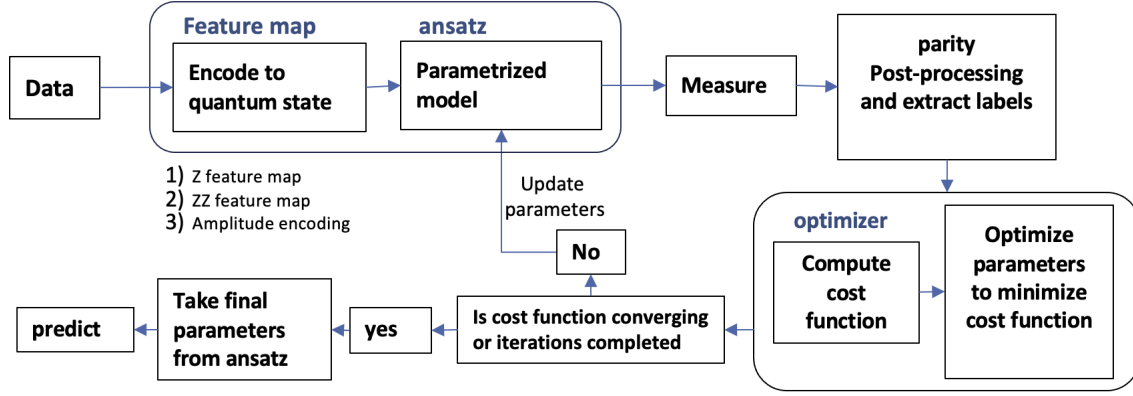 Feature map
ansatz
Data
Encode to
quantum state
Parametrized
model
Measure
parity
Post-processing
and extract labels
1) Z feature map
2) ZZ feature map
3) Amplitude encoding
Update
parameters
optimizer
Compute
cost
function
Optimize
parameters
to minimize
cost function
No
Is cost function converging
or iterations completed
yes
Take final
parameters
from ansatz
predict